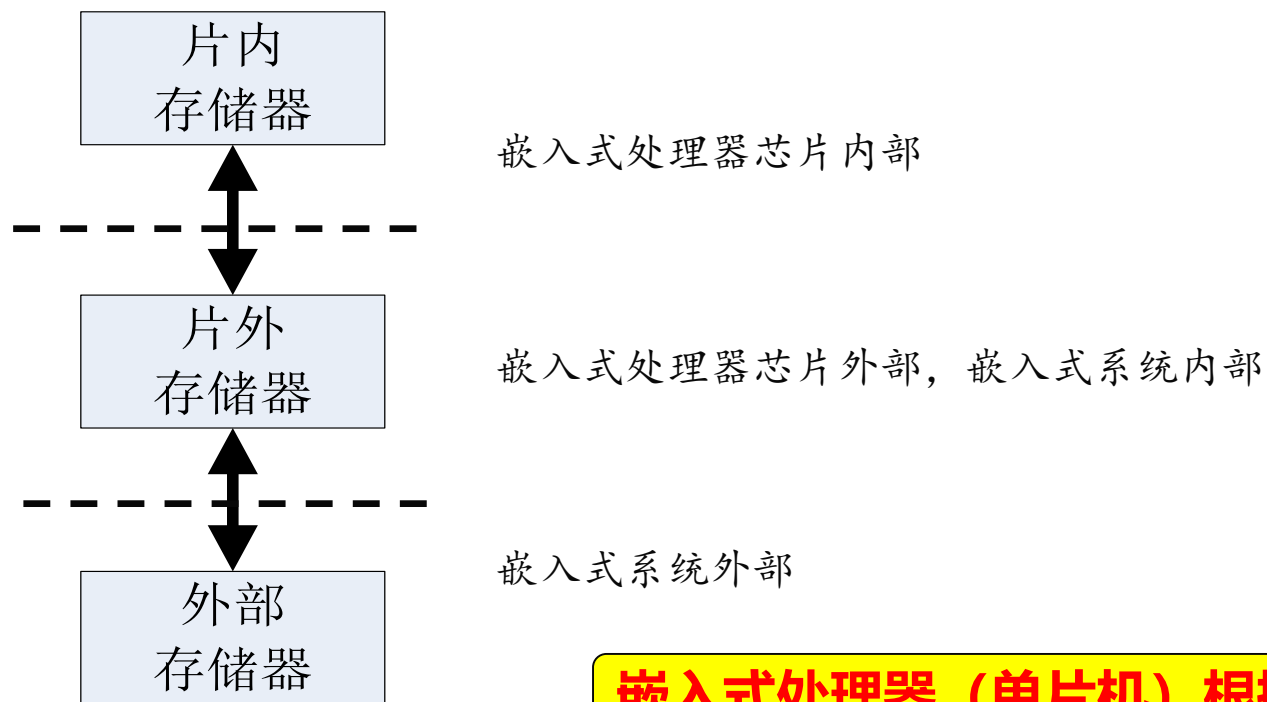 片内
存储器
嵌入式处理器芯片内部
片外
存储器
嵌入式处理器芯片外部，嵌入式系统内部
嵌入式系统外部
外部
存储器
嵌入式处理器（单片机）根据